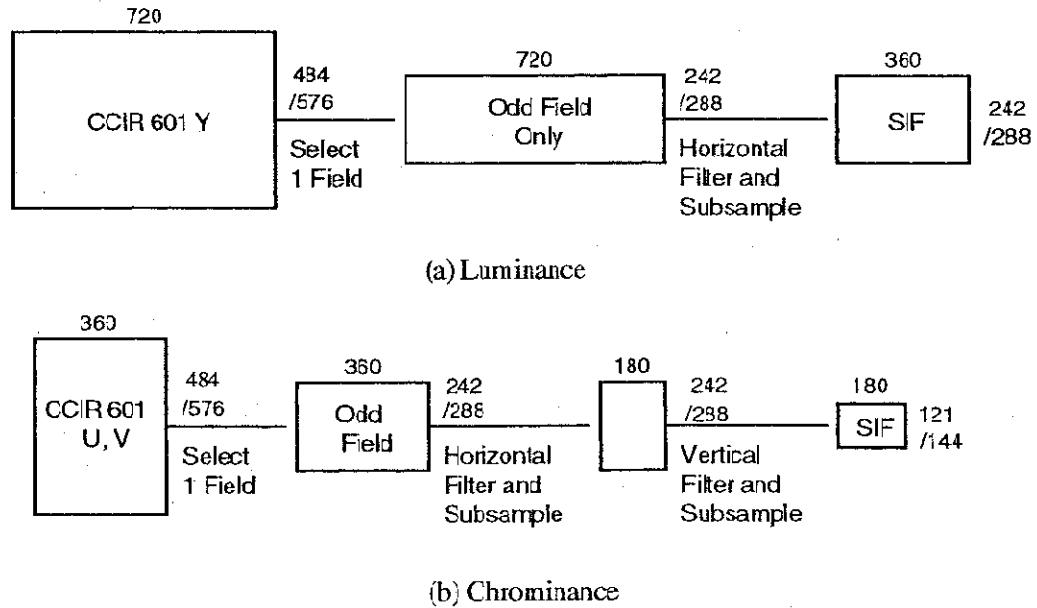 720
CCIR 601 Y
484
/576
Select
1 Field
720
Odd Field
Only
242
/288
Horizontal
Filter and
Subsample
360
SIF
242
/288
(a) Luminance
360
CCIR 601
U, V
484
/576
Select
1 Field
360
Odd
Field
242
/288
Horizontal
Filter and
Subsample
180
242
/288
Vertical
Filter and
Subsample
180
SIF
121
/144
(b) Chrominance